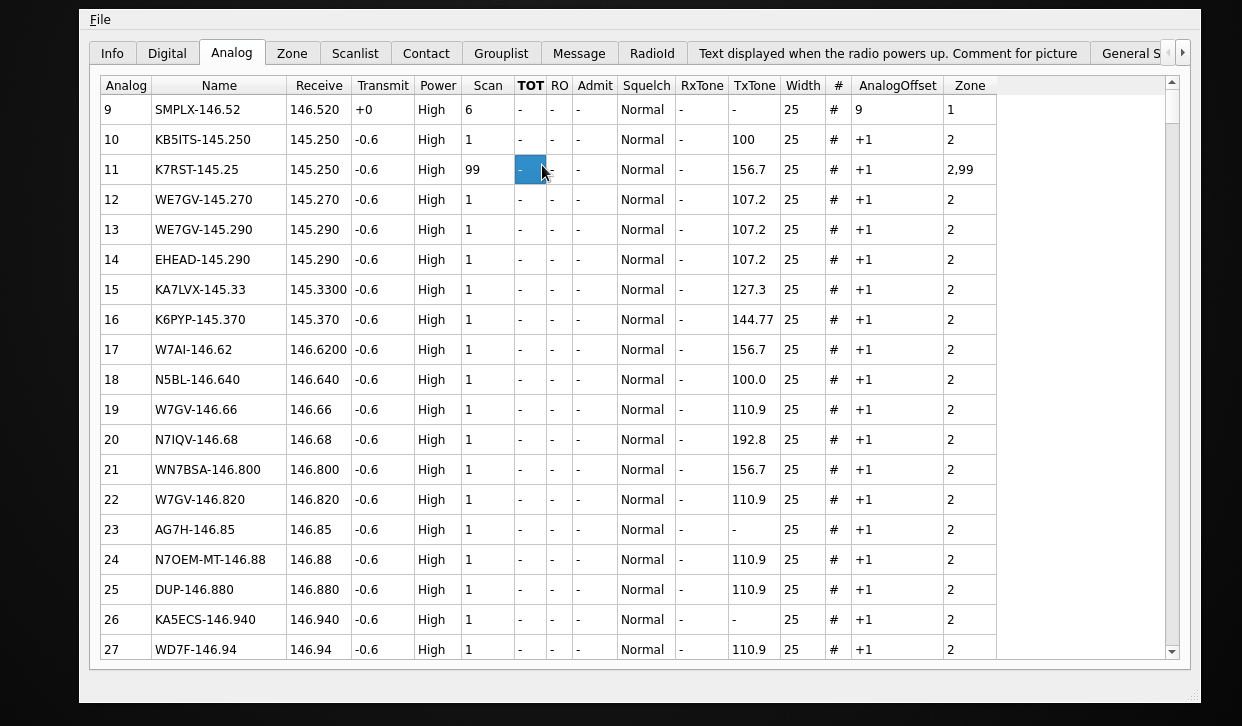 File
Info Digital Analog Zone Scanlist Contact Grouplist Message RadioId Text displayed when the radio powers up. Comment for picture General S
Analog Name Receive Transmit Power Scan TOT RO Admit Squelch RxTone TxTone Width # AnalogOffset Zone
9 SMPLX-146.52 146.520 +0 High 6 - - - Normal - - 25 # 9 1
10 KB5ITS-145.250 145.250 -0.6 High 1 - - - Normal - 100 25 # +1 2
11 K7RST-145.25 145.250 -0.6 High 99 - - - Normal - 156.7 25 # +1 2,99
12 WE7GV-145.270 145.270 -0.6 High 1 - - - Normal - 107.2 25 # +1 2
13 WE7GV-145.290 145.290 -0.6 High 1 - - - Normal - 107.2 25 # +1 2
14 EHEAD-145.290 145.290 -0.6 High 1 - - - Normal - 107.2 25 # +1 2
15 KA7LVX-145.33 145.3300 -0.6 High 1 - - - Normal - 127.3 25 # +1 2
16 K6PYP-145.370 145.370 -0.6 High 1 - - - Normal - 144.77 25 # +1 2
17 W7AI-146.62 146.6200 -0.6 High 1 - - - Normal - 156.7 25 # +1 2
18 N5BL-146.640 146.640 -0.6 High 1 - - - Normal - 100.0 25 # +1 2
19 W7GV-146.66 146.66 -0.6 High 1 - - - Normal - 110.9 25 # +1 2
20 N7IQV-146.68 146.68 -0.6 High 1 - - - Normal - 192.8 25 # +1 2
21 WN7BSA-146.800 146.800 -0.6 High 1 - - - Normal - 156.7 25 # +1 2
22 W7GV-146.820 146.820 -0.6 High 1 - - - Normal - 110.9 25 # +1 2
23 AG7H-146.85 146.85 -0.6 High 1 - - - Normal - - 25 # +1 2
24 N7OEM-MT-146.88 146.88 -0.6 High 1 - - - Normal - 110.9 25 # +1 2
25 DUP-146.880 146.880 -0.6 High 1 - - - Normal - 110.9 25 # +1 2
26 KA5ECS-146.940 146.940 -0.6 High 1 - - - Normal - - 25 # +1 2
27 WD7F-146.94 146.94 -0.6 High 1 - - - Normal - 110.9 25 # +1 2